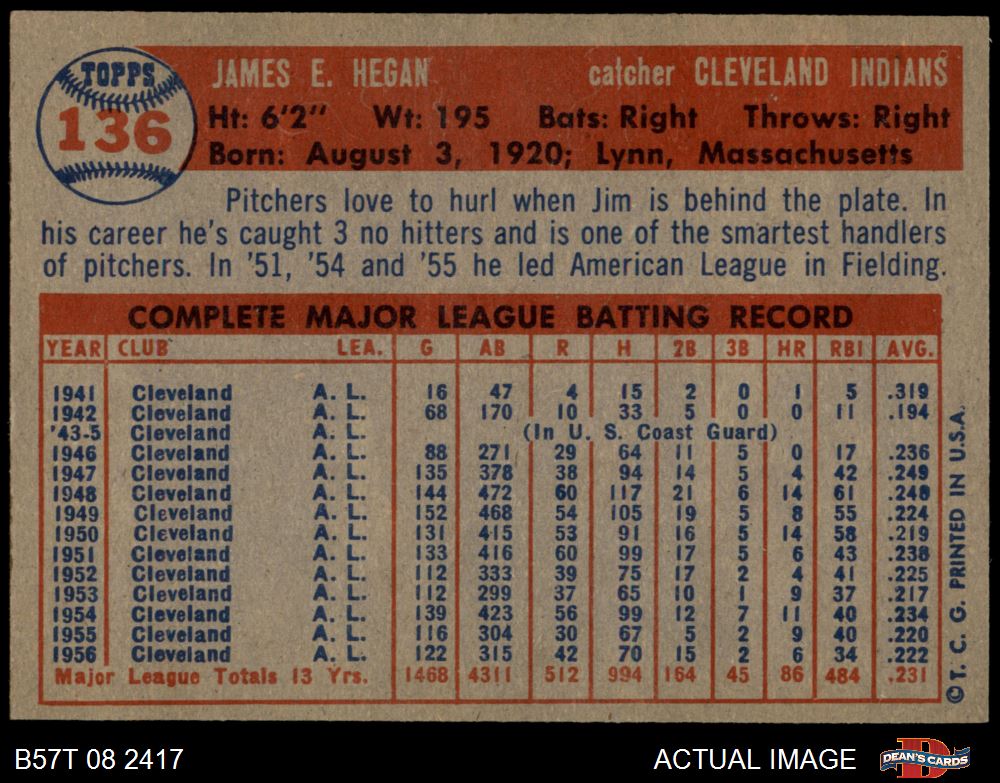 TOPPS
136
JAMES E. HEGAN catcher CLEVELAND INDIANS
Ht: 6'2" Wt: 195 Bats: Right Throws: Right
Born: August 3, 1920; Lynn, Massachusetts
Pitchers love to hurl when Jim is behind the plate. In
his career he's caught 3 no hitters and is one of the smartest handlers
of pitchers. In '51, '54 and '55 he led American League in Fielding.
COMPLETE MAJOR LEAGUE BATTING RECORD
YEAR CLUB LEA. G AB R H 2B 3B HR RBI AVG.
1941 Cleveland A. L. 16 47 4 15 2 0 1 5 .319
1942 Cleveland A. L. 68 170 10 33 5 0 0 11 .194
'43-5 Cleveland A. L. (In U. S. Coast Guard)
1946 Cleveland A. L. 88 271 29 64 11 5 0 17 .236
1947 Cleveland A. L. 135 378 38 94 14 5 4 42 .249
1948 Cleveland A. L. 144 472 60 117 21 6 14 61 .248
1949 Cleveland A. L. 152 468 54 105 19 5 8 55 .224
1950 Cleveland A. L. 131 415 53 91 16 5 14 58 .219
1951 Cleveland A. L. 133 416 60 99 17 5 6 43 .238
1952 Cleveland A. L. 112 333 39 75 17 2 4 41 .225
1953 Cleveland A. L. 112 299 37 65 10 1 9 37 .217
1954 Cleveland A. L. 139 423 56 99 12 7 11 40 .234
1955 Cleveland A. L. 116 304 30 67 5 2 9 40 .220
1956 Cleveland A. L. 122 315 42 70 15 2 6 34 .222
Major League Totals 13 Yrs. 1468 4311 512 994 164 45 86 484 .231
©T. C. G. PRINTED IN U.S.A.
B57T 08 2417 ACTUAL IMAGE
DEAN'S CARDS